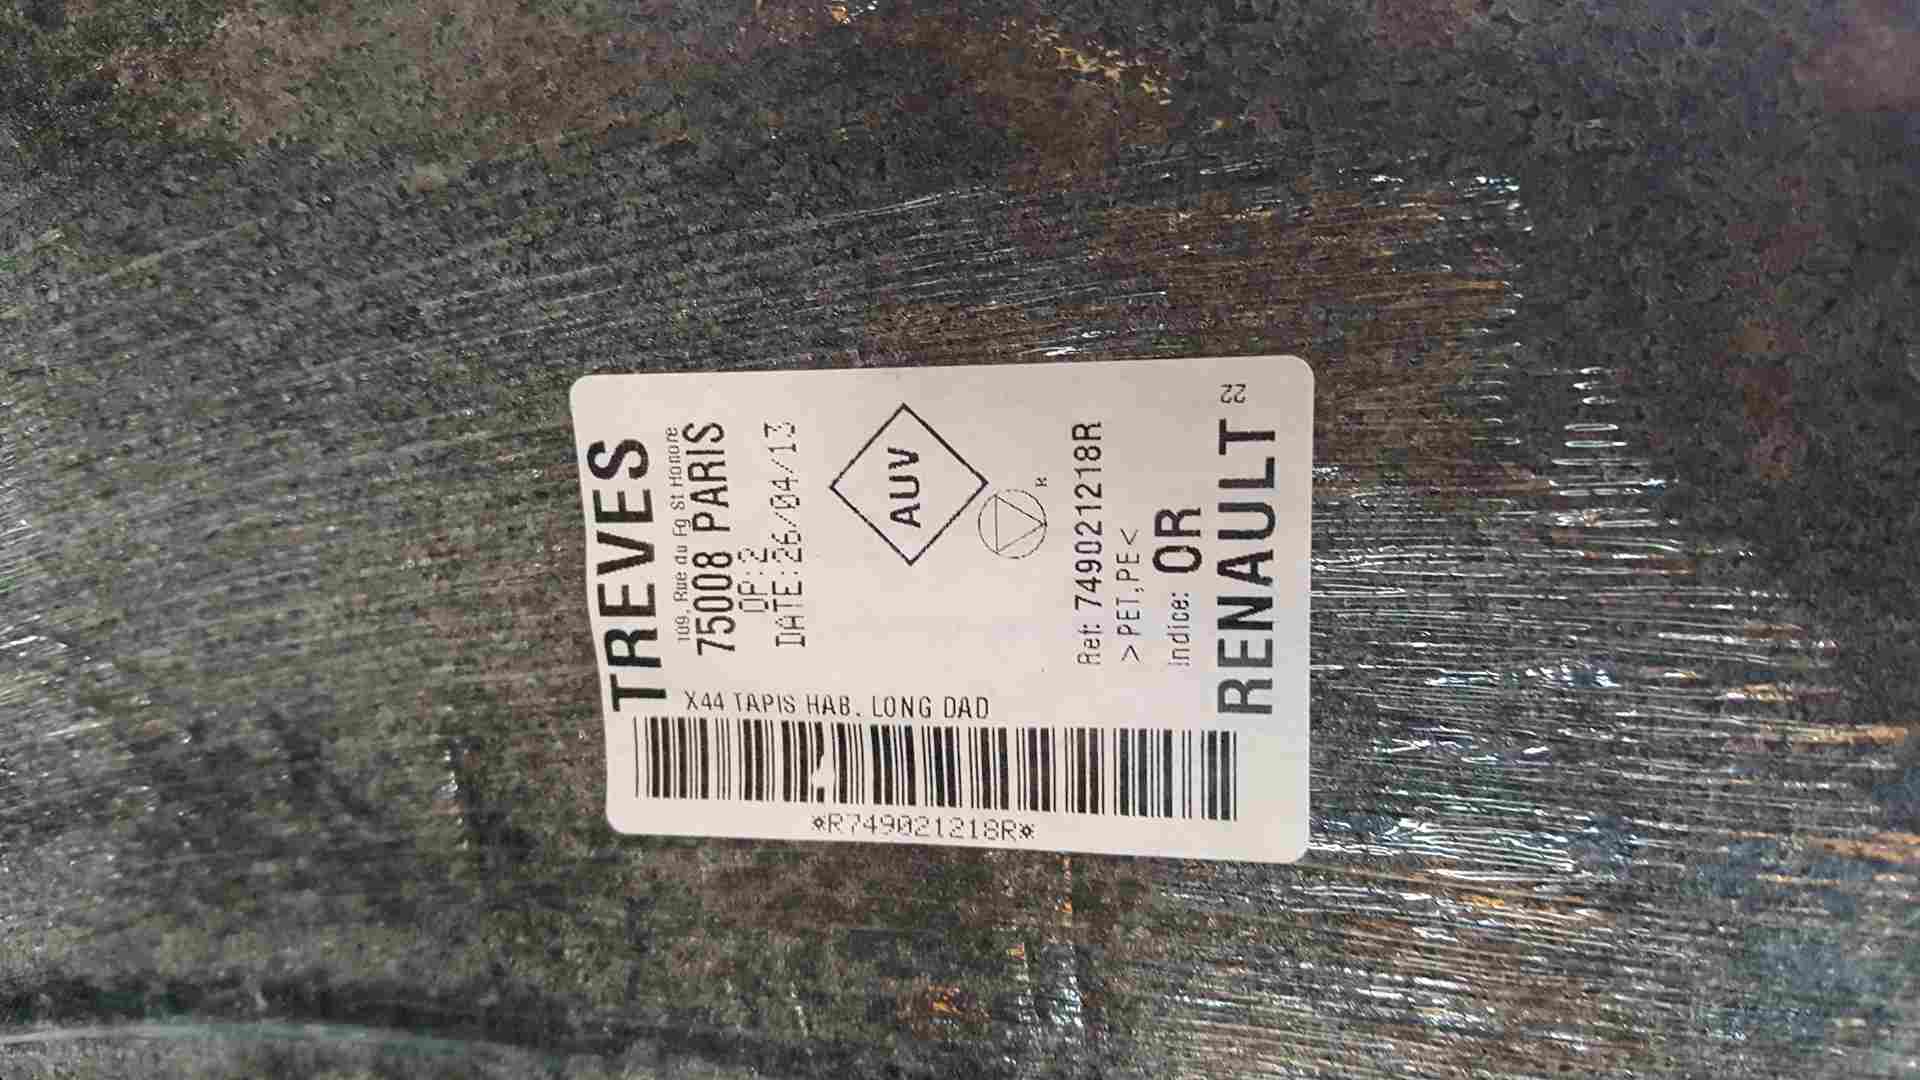 TREVES
109, Rue du Fg St Honore
75008 PARIS
OP:2
DATE:26/04/13
AUV
R
Ref: 749021218R
>PET,PE<
Indice: OR
RENAULT
22
X44 TAPIS HAB. LONG DAD
*R749021218R*